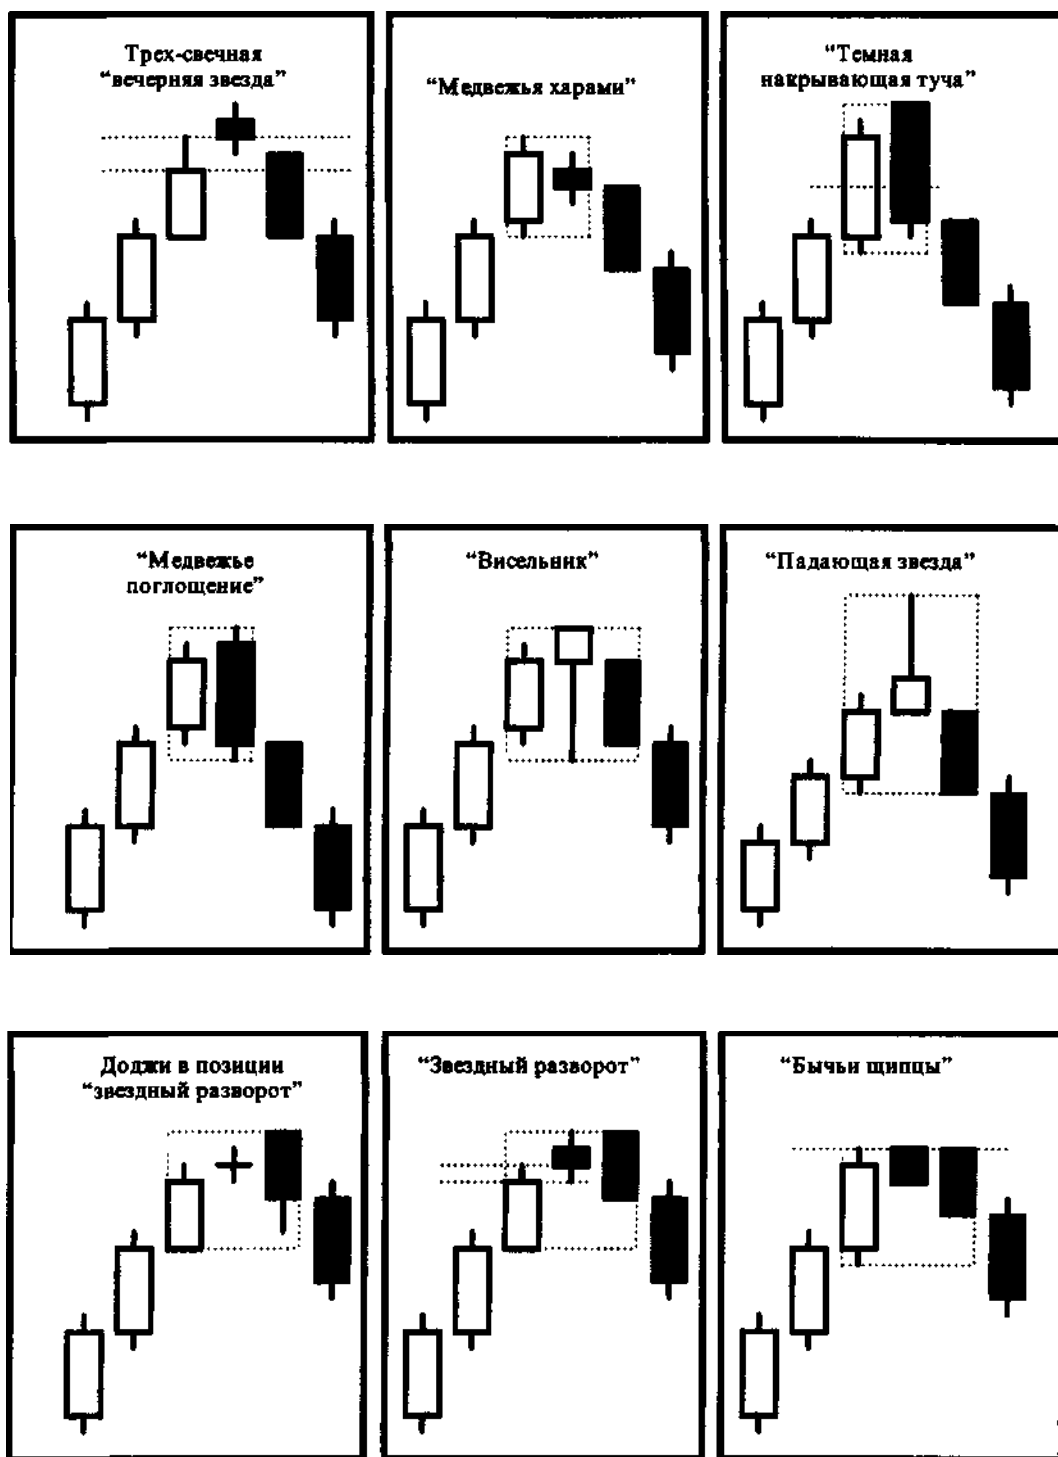 Трех-свечная
“вечерняя звезда”
“Медвежья харами”
“Темная
накрывающая туча”
“Медвежье
поглощение”
“Висельник”
“Падающая звезда”
Доджи в позиции
“звездный разворот”
“Звездный разворот”
“Бычьи щипцы”